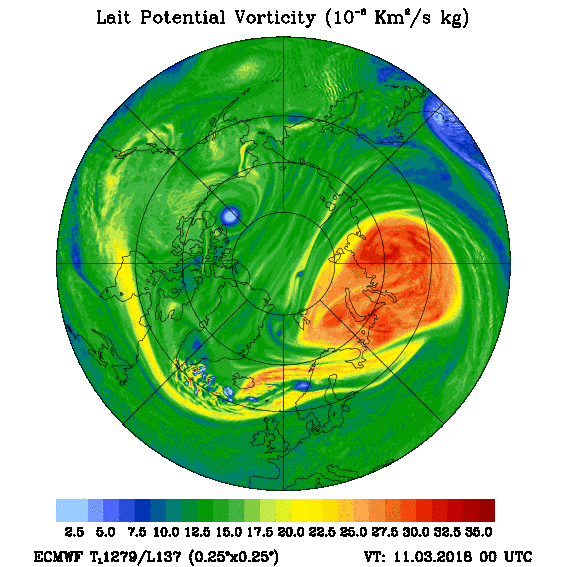 Lait Potential Vorticity (10⁻⁶ Km²/s kg)
2.5 5.0 7.5 10.0 12.5 15.0 17.5 20.0 22.5 25.0 27.5 30.0 32.5 35.0
ECMWF T_L1279/L137 (0.25°x0.25°) VT: 11.03.2018 00 UTC